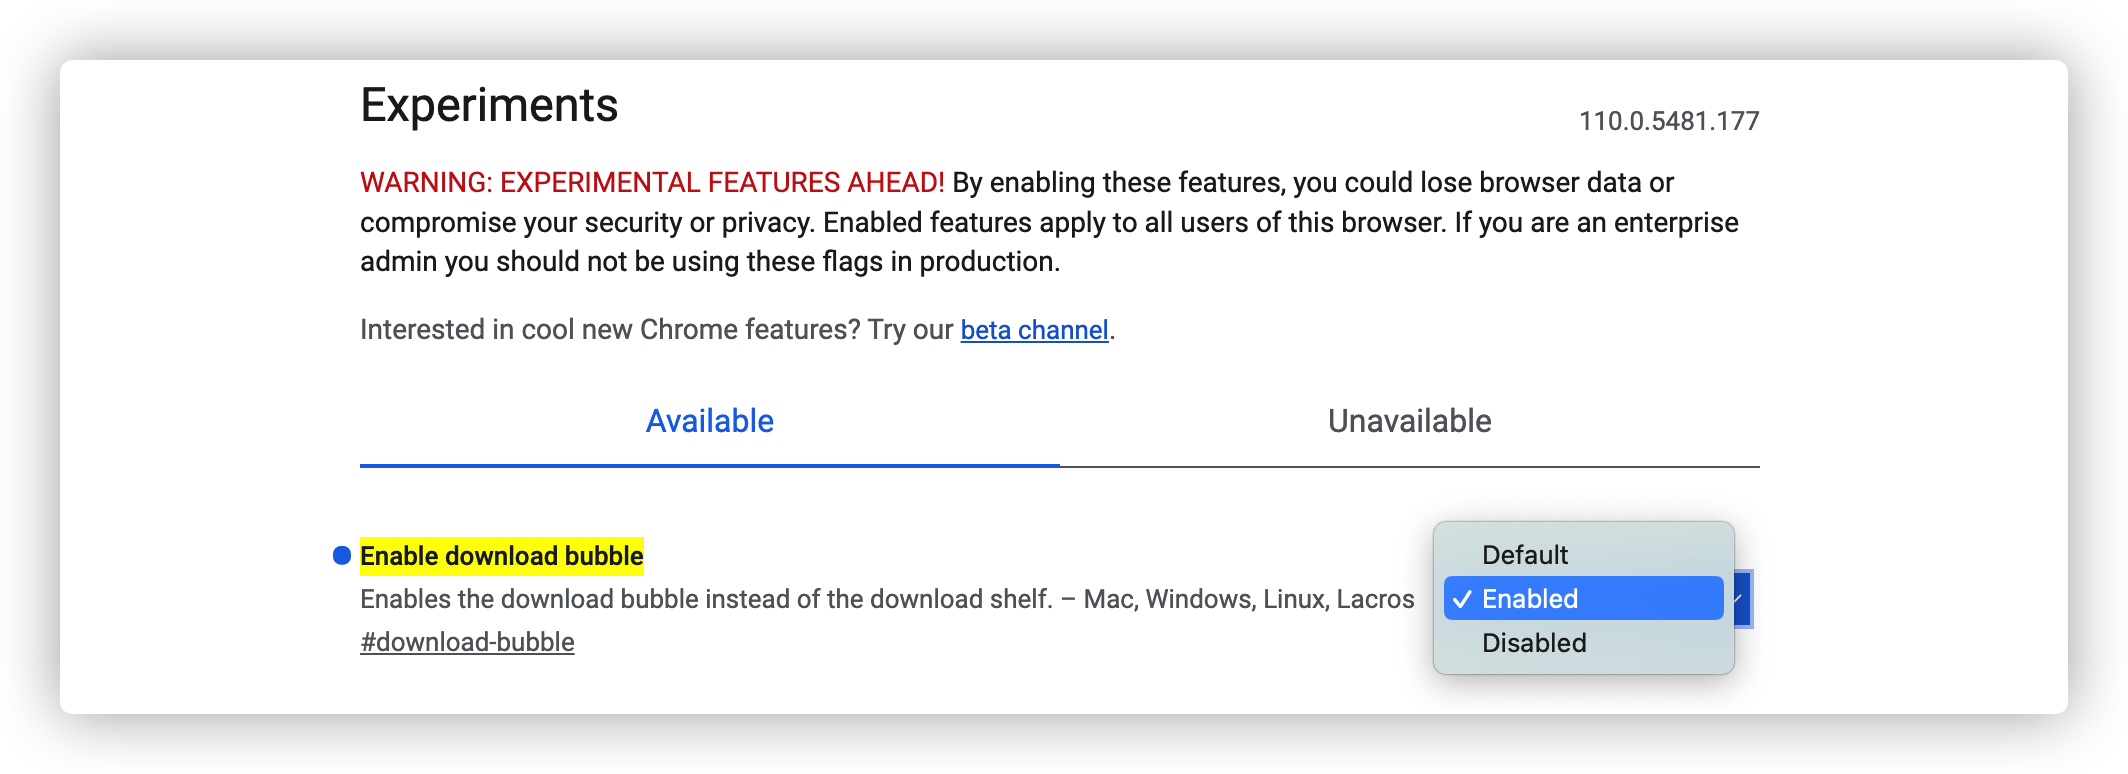 Experiments
110.0.5481.177
WARNING: EXPERIMENTAL FEATURES AHEAD! By enabling these features, you could lose browser data or
compromise your security or privacy. Enabled features apply to all users of this browser. If you are an enterprise
admin you should not be using these flags in production.
Interested in cool new Chrome features? Try our beta channel.
Available
Unavailable
Enable download bubble
Enables the download bubble instead of the download shelf. – Mac, Windows, Linux, Lacros
#download-bubble
Default
✓ Enabled
Disabled